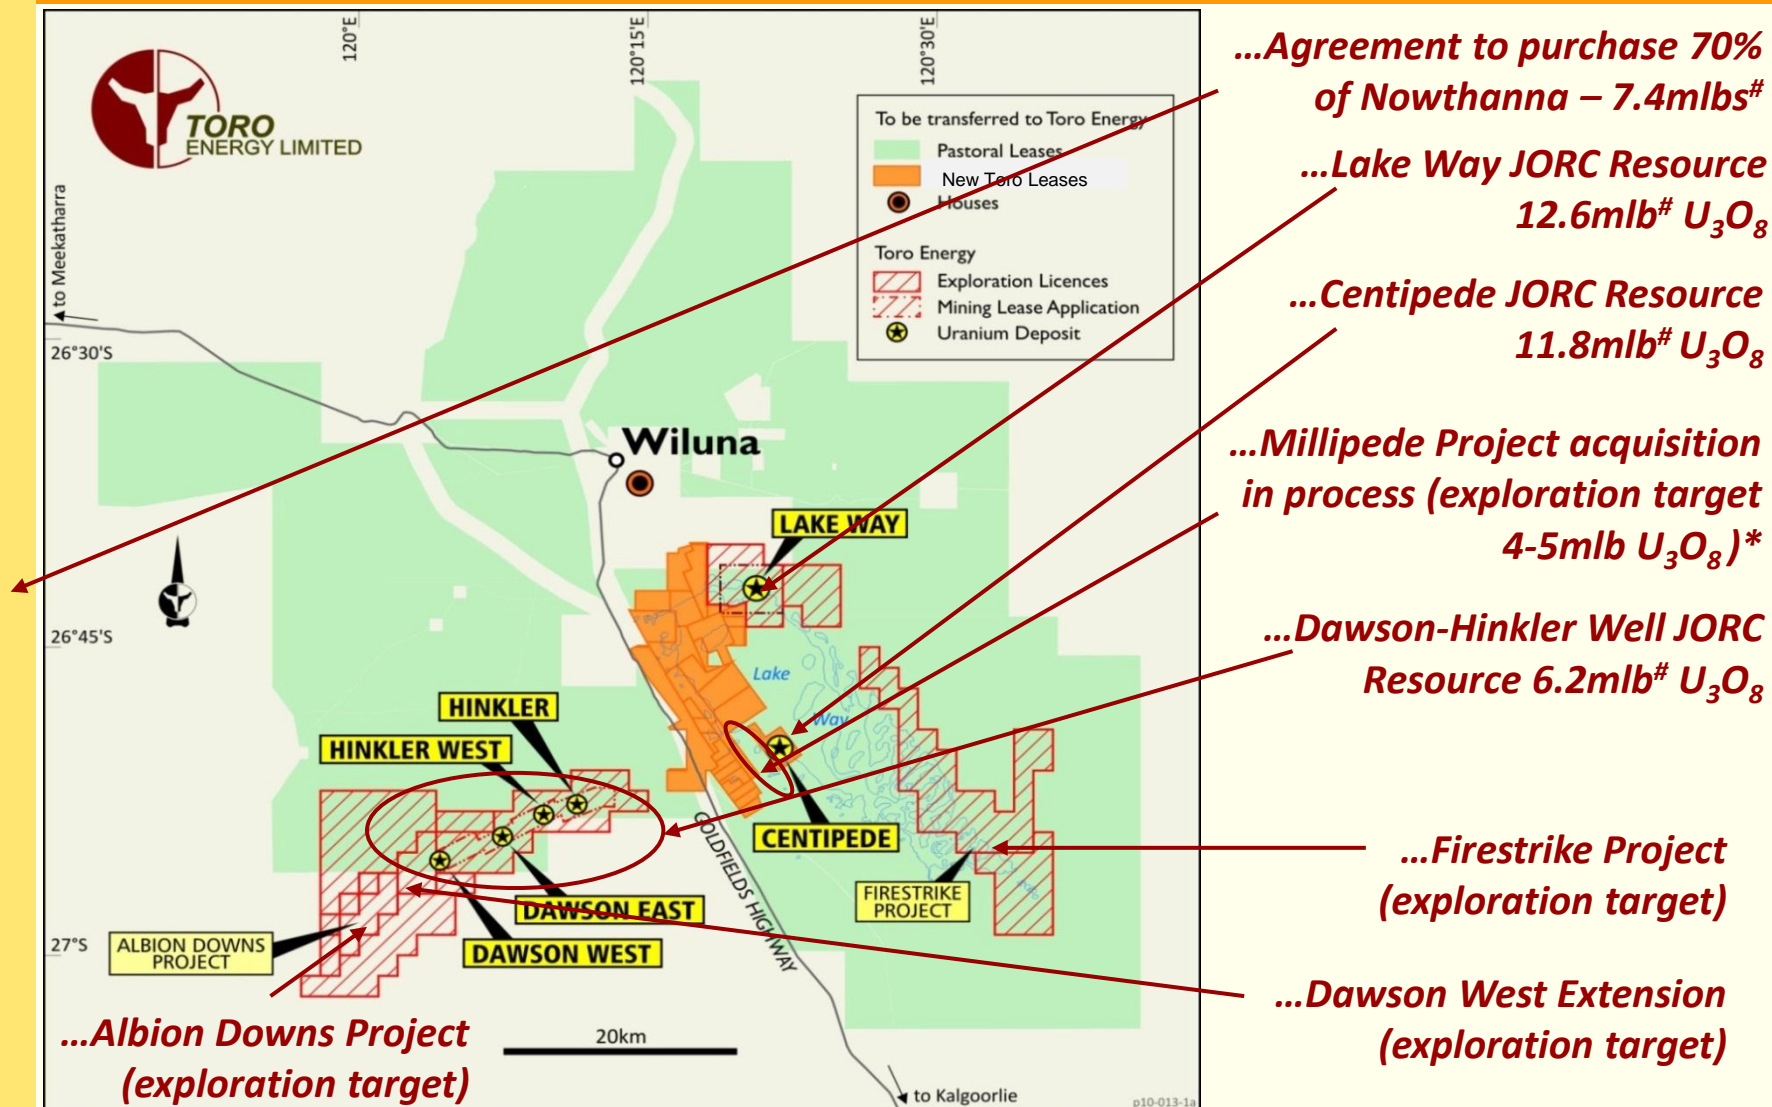 120°E
120°15'E
120°30'E
TORO
ENERGY LIMITED
to Meekatharra
26°30'S
26°45'S
27°S
To be transferred to Toro Energy
Pastoral Leases
New Toro Leases
Houses
Toro Energy
Exploration Licences
Mining Lease Application
Uranium Deposit
Wiluna
LAKE WAY
Lake
Way
HINKLER
HINKLER WEST
CENTIPEDE
DAWSON EAST
DAWSON WEST
GOLDFIELDS HIGHWAY
FIRESTRIKE
PROJECT
ALBION DOWNS
PROJECT
20km
to Kalgoorlie
p10-013-1a
...Agreement to purchase 70%
of Nowthanna – 7.4mlbs#
...Lake Way JORC Resource
12.6mlb# U3O8
...Centipede JORC Resource
11.8mlb# U3O8
...Millipede Project acquisition
in process (exploration target
4-5mlb U3O8)*
...Dawson-Hinkler Well JORC
Resource 6.2mlb# U3O8
...Firestrike Project
(exploration target)
...Dawson West Extension
(exploration target)
...Albion Downs Project
(exploration target)